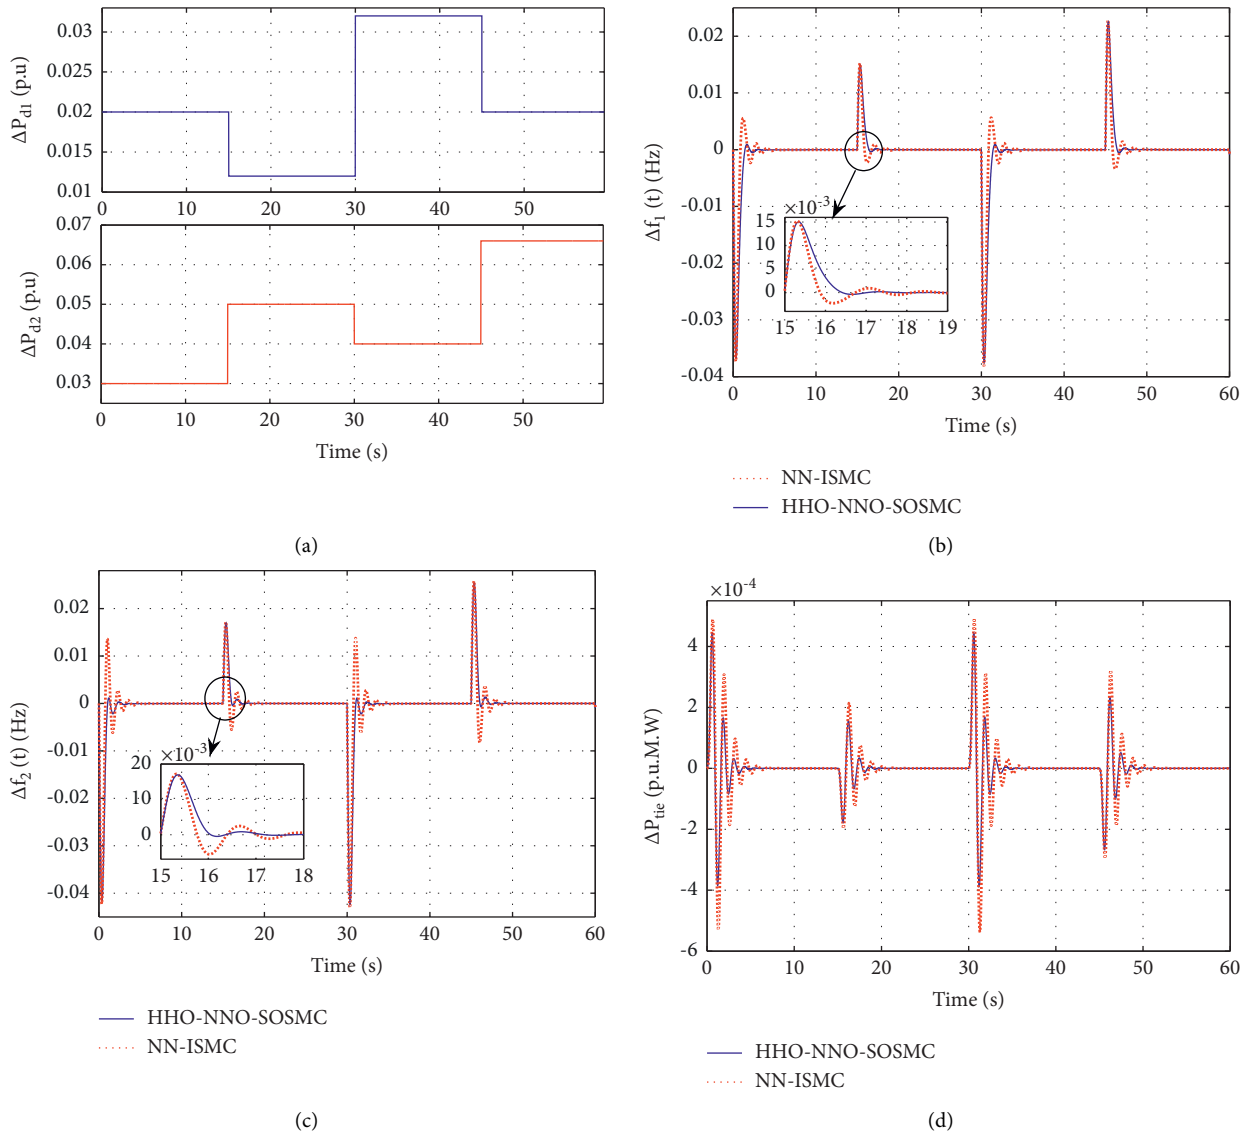 0.03
0.025
0.02
0.015
0.01
ΔPd1 (p.u)
0 10 20 30 40 50
0.07
0.06
0.05
0.04
0.03
ΔPd2 (p.u)
0 10 20 30 40 50
Time (s)
(a)
0.02
0.01
0
-0.01
-0.02
-0.03
-0.04
Δf1 (t) (Hz)
×10-3
15
10
5
0
15 16 17 18 19
0 10 20 30 40 50 60
Time (s)
NN-ISMC
HHO-NNO-SOSMC
(b)
0.02
0.01
0
-0.01
-0.02
-0.03
-0.04
Δf2 (t) (Hz)
20 ×10-3
10
0
15 16 17 18
0 10 20 30 40 50 60
Time (s)
HHO-NNO-SOSMC
NN-ISMC
(c)
×10-4
4
2
0
-2
-4
-6
ΔPtie (p.u.M.W)
0 10 20 30 40 50 60
Time (s)
HHO-NNO-SOSMC
NN-ISMC
(d)